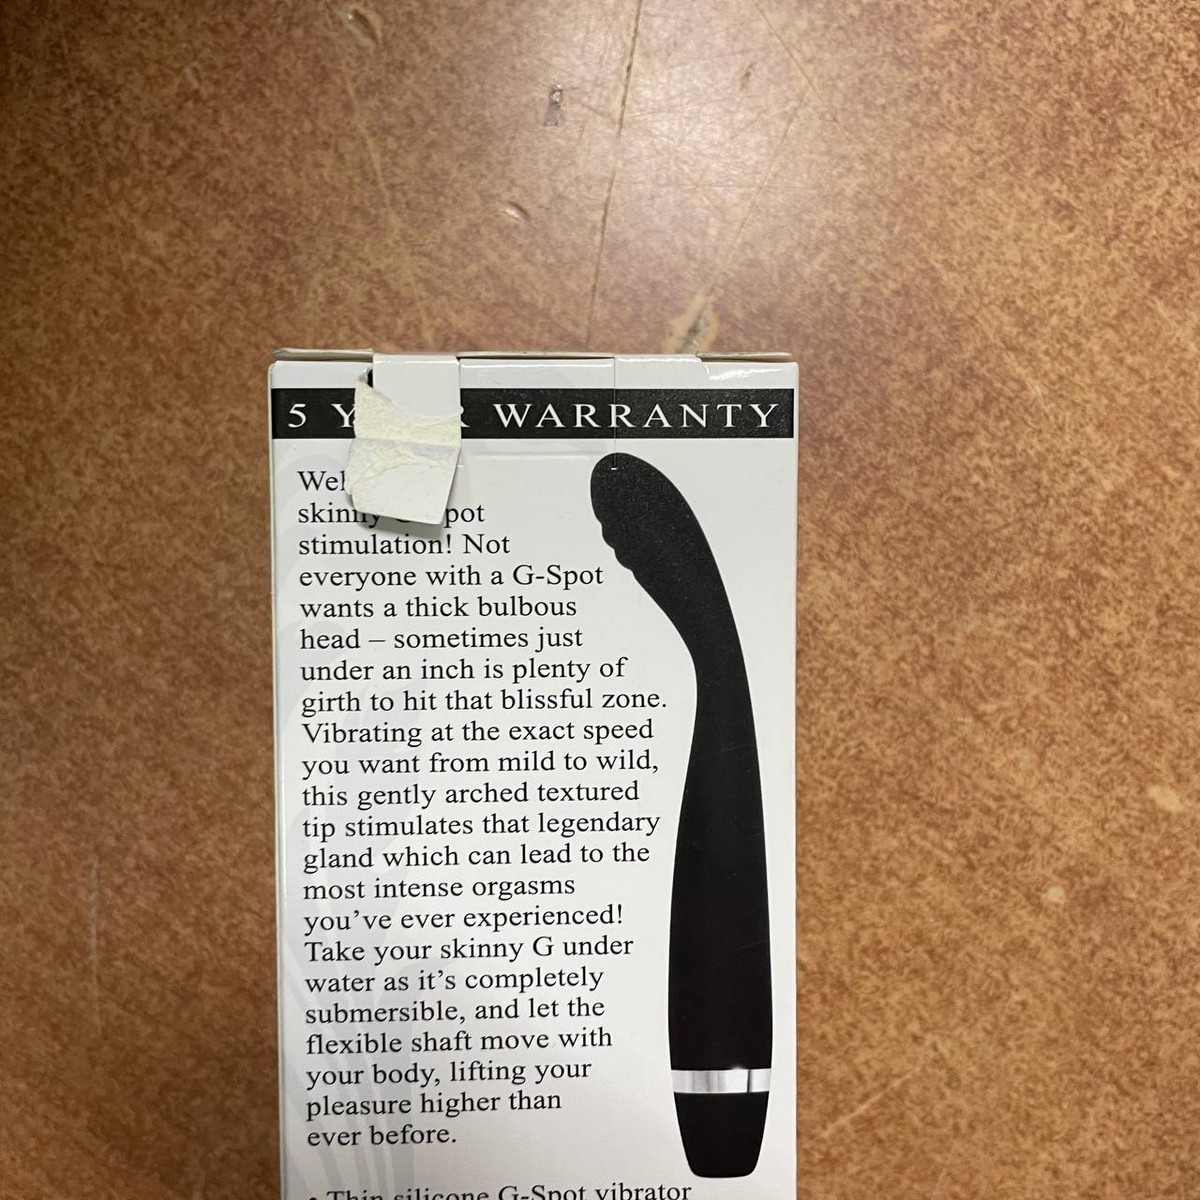 5 WARRANTY
stimulation! Not
everyone with a G-Spot
wants a thick bulbous
head – sometimes just
under an inch is plenty of
girth to hit that blissful zone.
Vibrating at the exact speed
you want from mild to wild,
this gently arched textured
tip stimulates that legendary
gland which can lead to the
most intense orgasms
you've ever experienced!
Take your skinny G under
water as it's completely
submersible, and let the
flexible shaft move with
your body, lifting your
pleasure higher than
ever before.
• Thin silicone G-Spot vibrator